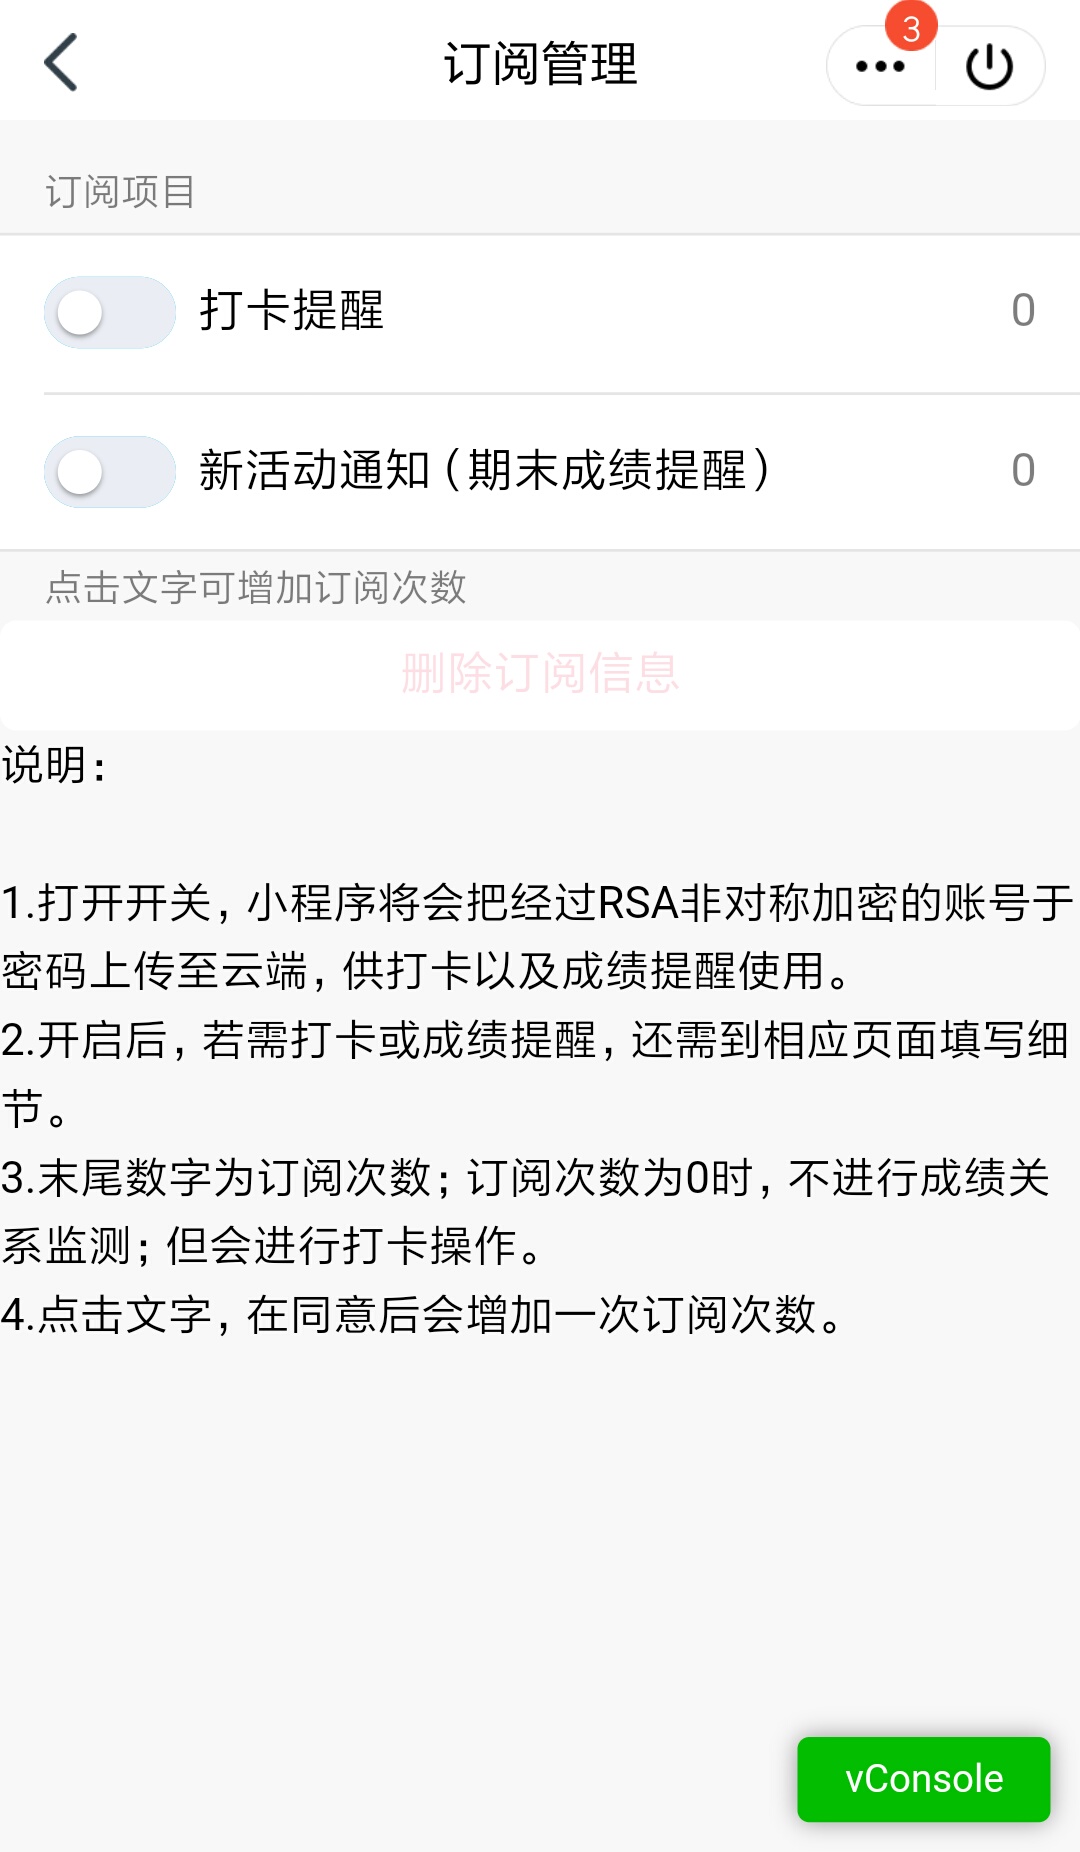 订阅管理
3
订阅项目
打卡提醒 0
新活动通知（期末成绩提醒） 0
点击文字可增加订阅次数
删除订阅信息
说明：
1.打开开关，小程序将会把经过RSA非对称加密的账号于
密码上传至云端，供打卡以及成绩提醒使用。
2.开启后，若需打卡或成绩提醒，还需到相应页面填写细
节。
3.末尾数字为订阅次数；订阅次数为0时，不进行成绩关
系监测；但会进行打卡操作。
4.点击文字，在同意后会增加一次订阅次数。
vConsole